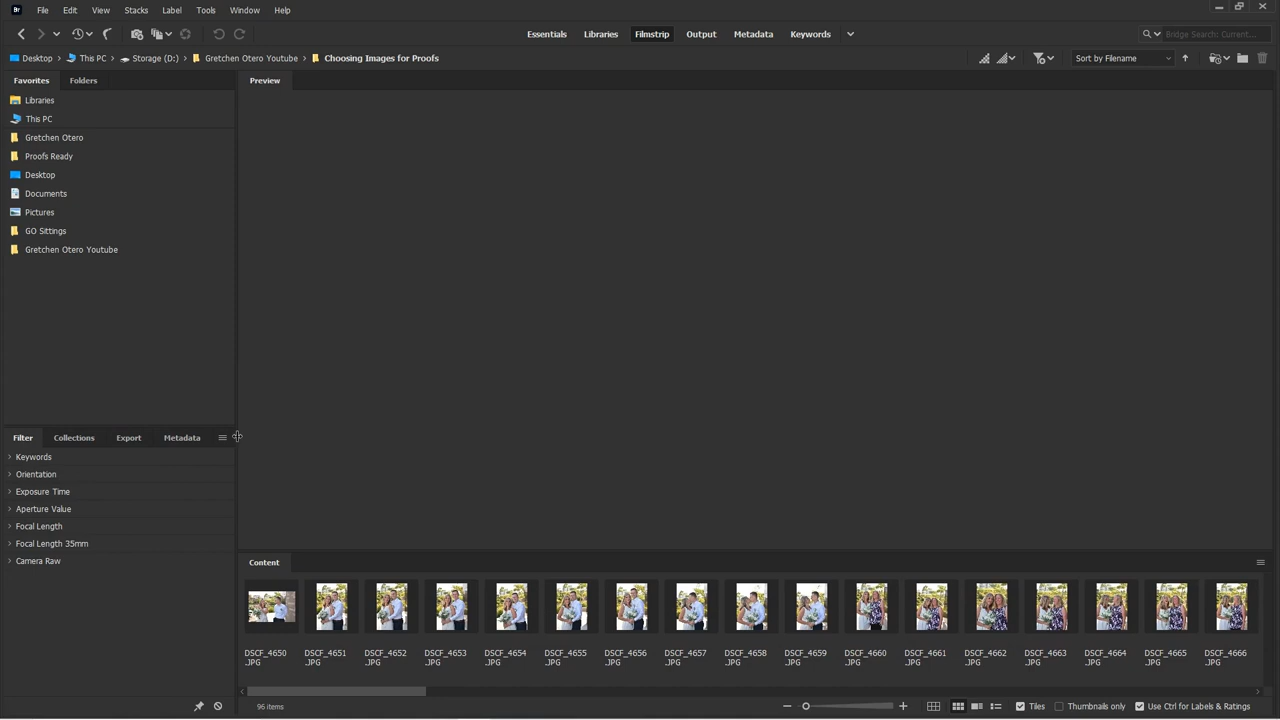 Br File Edit View Stacks Label Tools Window Help
Essentials Libraries Filmstrip Output Metadata Keywords Bridge Search: Current...
Desktop This PC Storage (D:) Gretchen Otero Youtube Choosing Images for Proofs Sort by Filename
Favorites Folders Preview
Libraries
This PC
Gretchen Otero
Proofs Ready
Desktop
Documents
Pictures
GO Sittings
Gretchen Otero Youtube
Filter Collections Export Metadata
Keywords
Orientation
Exposure Time
Aperture Value
Focal Length
Focal Length 35mm
Camera Raw
Content
DSCF_4650 DSCF_4651 DSCF_4652 DSCF_4653 DSCF_4654 DSCF_4655 DSCF_4656 DSCF_4657 DSCF_4658 DSCF_4659 DSCF_4660 DSCF_4661 DSCF_4662 DSCF_4663 DSCF_4664 DSCF_4665 DSCF_4666
.JPG .JPG .JPG .JPG .JPG .JPG .JPG .JPG .JPG .JPG .JPG .JPG .JPG .JPG .JPG .JPG .JPG
96 items Tiles Thumbnails only Use Ctrl for Labels & Ratings